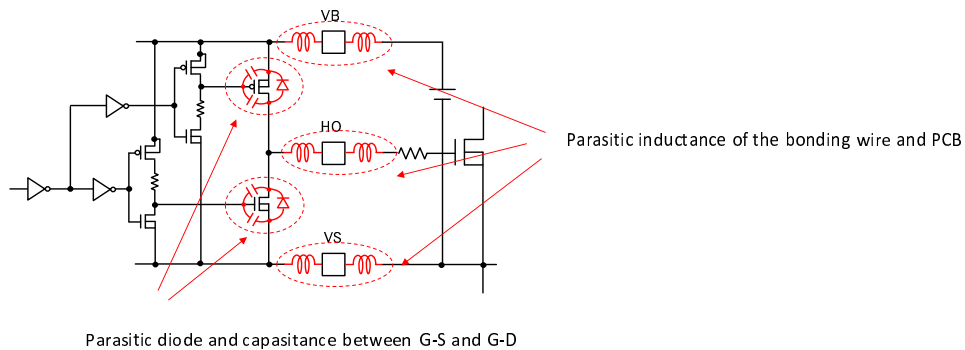 VB
HO
Parasitic inductance of the bonding wire and PCB
VS
Parasitic diode and capasitance between G-S and G-D